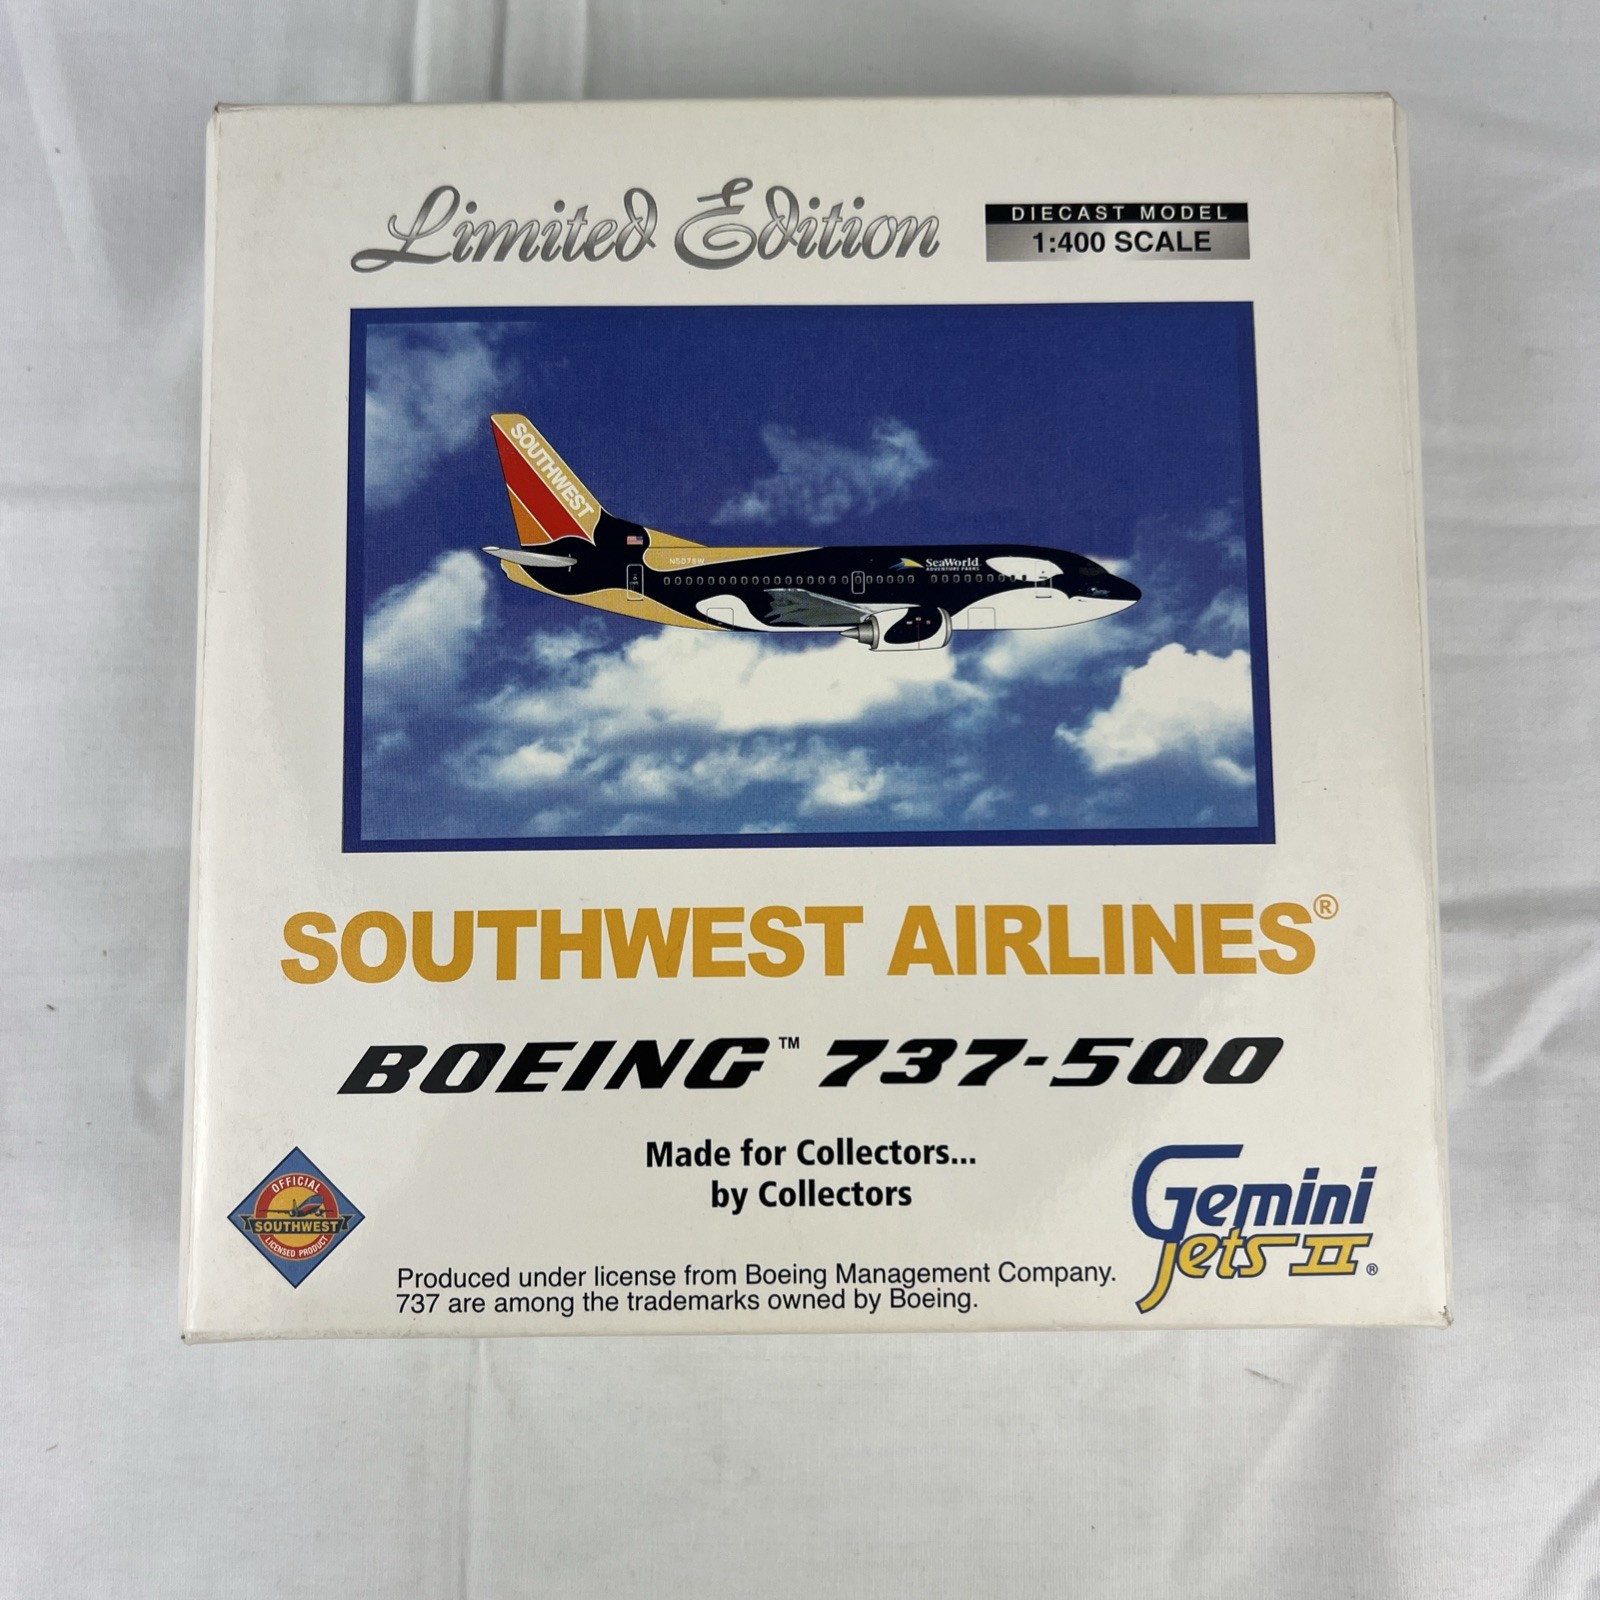 Limited Edition
DIECAST MODEL
1:400 SCALE
SOUTHWEST
SeaWorld
ADVENTURE PARKS
SOUTHWEST AIRLINES®
BOEING™ 737-500
Made for Collectors...
by Collectors
OFFICIAL
SOUTHWEST
LICENSED PRODUCT
Gemini
Jets II®
Produced under license from Boeing Management Company.
737 are among the trademarks owned by Boeing.